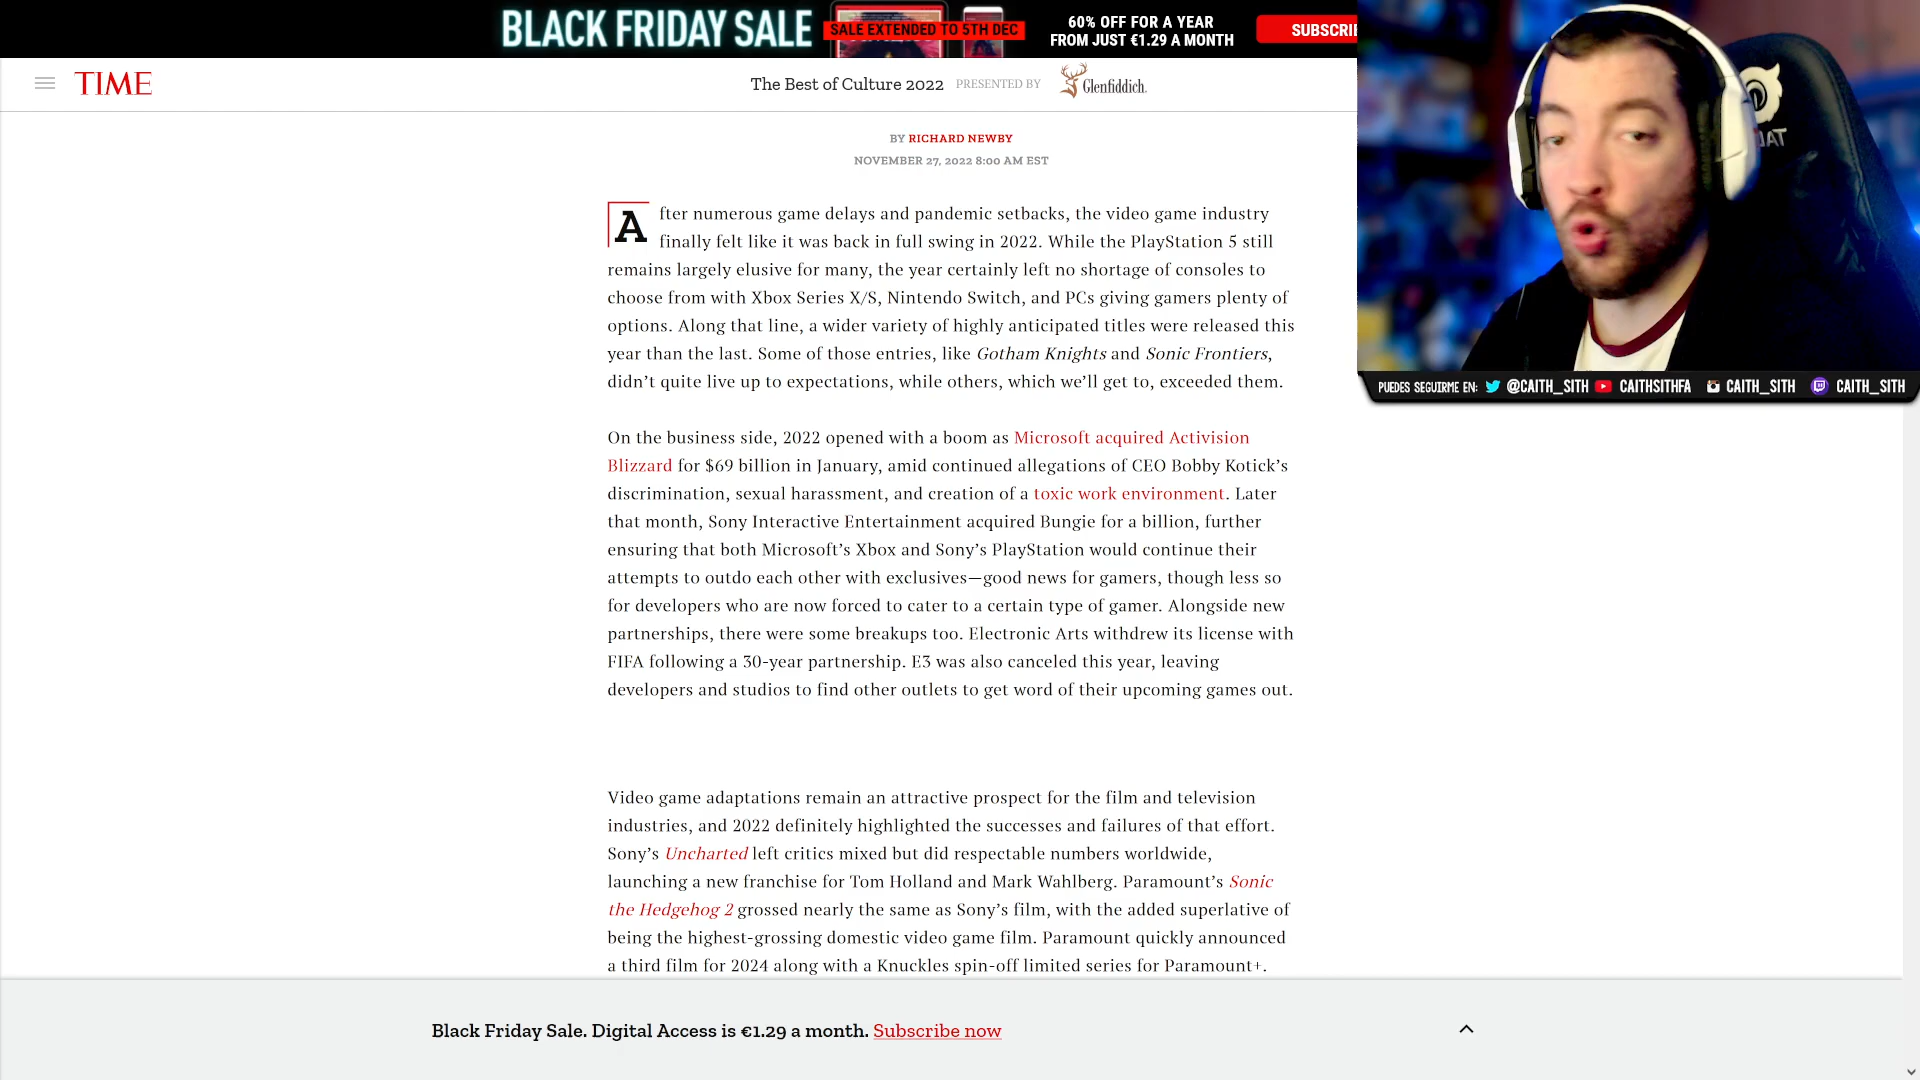 BLACK FRIDAY SALE
SALE EXTENDED TO 5TH DEC
60% OFF FOR A YEAR
FROM JUST €1.29 A MONTH
SUBSCRIB
TIME
The Best of Culture 2022 PRESENTED BY Glenfiddich.
BY RICHARD NEWBY
NOVEMBER 27, 2022 8:00 AM EST
After numerous game delays and pandemic setbacks, the video game industry
finally felt like it was back in full swing in 2022. While the PlayStation 5 still
remains largely elusive for many, the year certainly left no shortage of consoles to
choose from with Xbox Series X/S, Nintendo Switch, and PCs giving gamers plenty of
options. Along that line, a wider variety of highly anticipated titles were released this
year than the last. Some of those entries, like Gotham Knights and Sonic Frontiers,
didn’t quite live up to expectations, while others, which we’ll get to, exceeded them.
PUEDES SEGUIRME EN: @CAITH_SITH CAITHSITHFA CAITH_SITH CAITH_SITH
On the business side, 2022 opened with a boom as Microsoft acquired Activision
Blizzard for $69 billion in January, amid continued allegations of CEO Bobby Kotick’s
discrimination, sexual harassment, and creation of a toxic work environment. Later
that month, Sony Interactive Entertainment acquired Bungie for a billion, further
ensuring that both Microsoft’s Xbox and Sony’s PlayStation would continue their
attempts to outdo each other with exclusives—good news for gamers, though less so
for developers who are now forced to cater to a certain type of gamer. Alongside new
partnerships, there were some breakups too. Electronic Arts withdrew its license with
FIFA following a 30-year partnership. E3 was also canceled this year, leaving
developers and studios to find other outlets to get word of their upcoming games out.
Video game adaptations remain an attractive prospect for the film and television
industries, and 2022 definitely highlighted the successes and failures of that effort.
Sony’s Uncharted left critics mixed but did respectable numbers worldwide,
launching a new franchise for Tom Holland and Mark Wahlberg. Paramount’s Sonic
the Hedgehog 2 grossed nearly the same as Sony’s film, with the added superlative of
being the highest-grossing domestic video game film. Paramount quickly announced
a third film for 2024 along with a Knuckles spin-off limited series for Paramount+.
Black Friday Sale. Digital Access is €1.29 a month. Subscribe now